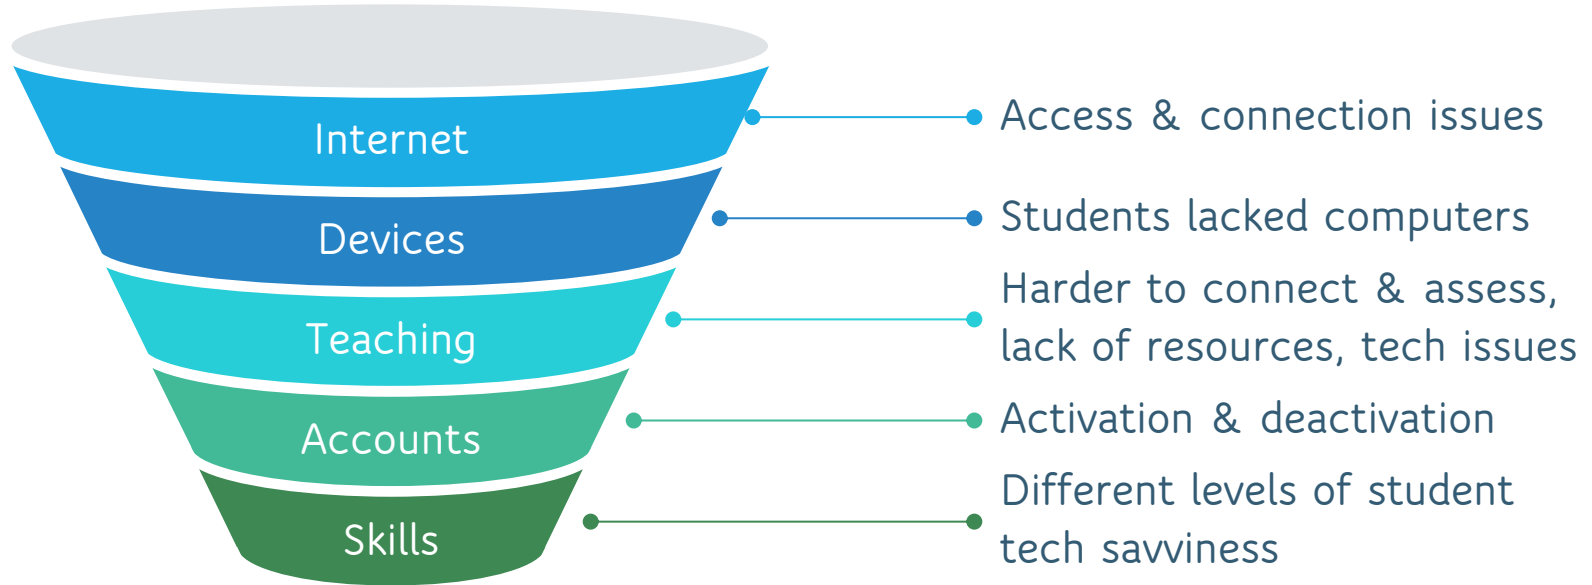 Internet
Access & connection issues
Devices
Students lacked computers
Teaching
Harder to connect & assess,
lack of resources, tech issues
Accounts
Activation & deactivation
Skills
Different levels of student
tech savviness